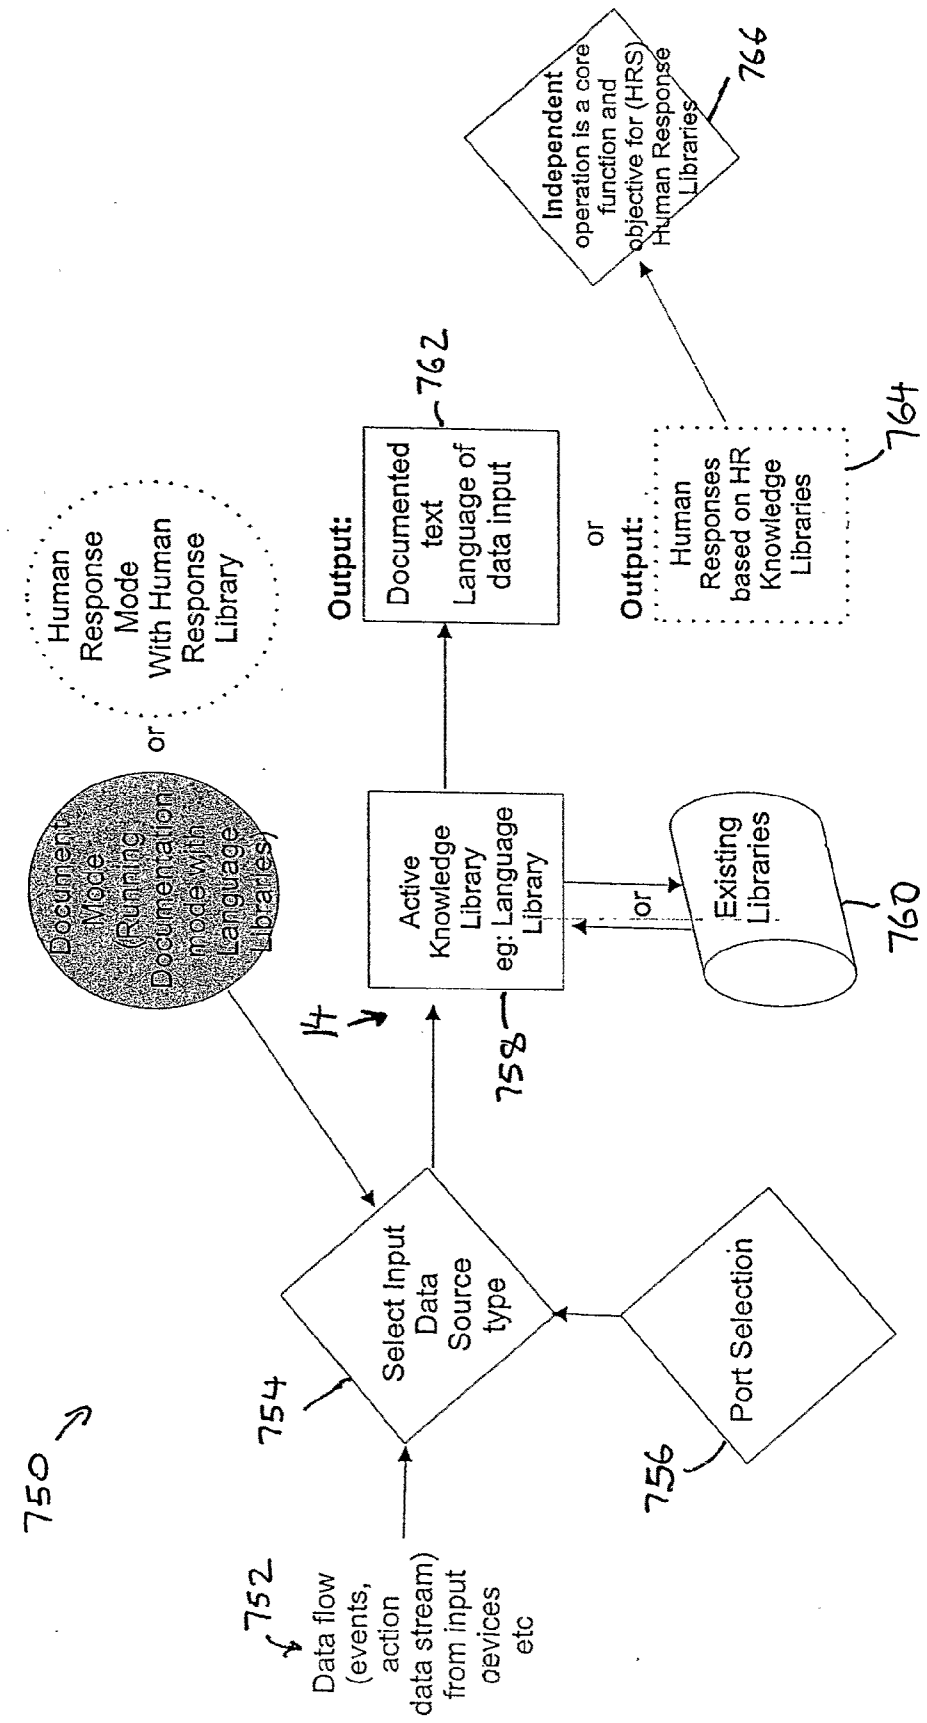 750
Document
Mode
(Running
Documentation
mode with
Language
Libraries)
or
Human
Response
Mode
With Human
Response
Library
752
Data flow
(events,
action
data stream)
from input
devices
etc
754
Select Input
Data
Source
type
756
Port Selection
14
Active
Knowledge
Library
eg: Language
Library
758
or
Existing
Libraries
760
Output:
Documented
text
Language of
data input
762
or
Output:
Human
Responses
based on HR
Knowledge
Libraries
764
Independent
operation is a core
function and
objective for (HRS)
Human Response
Libraries
766